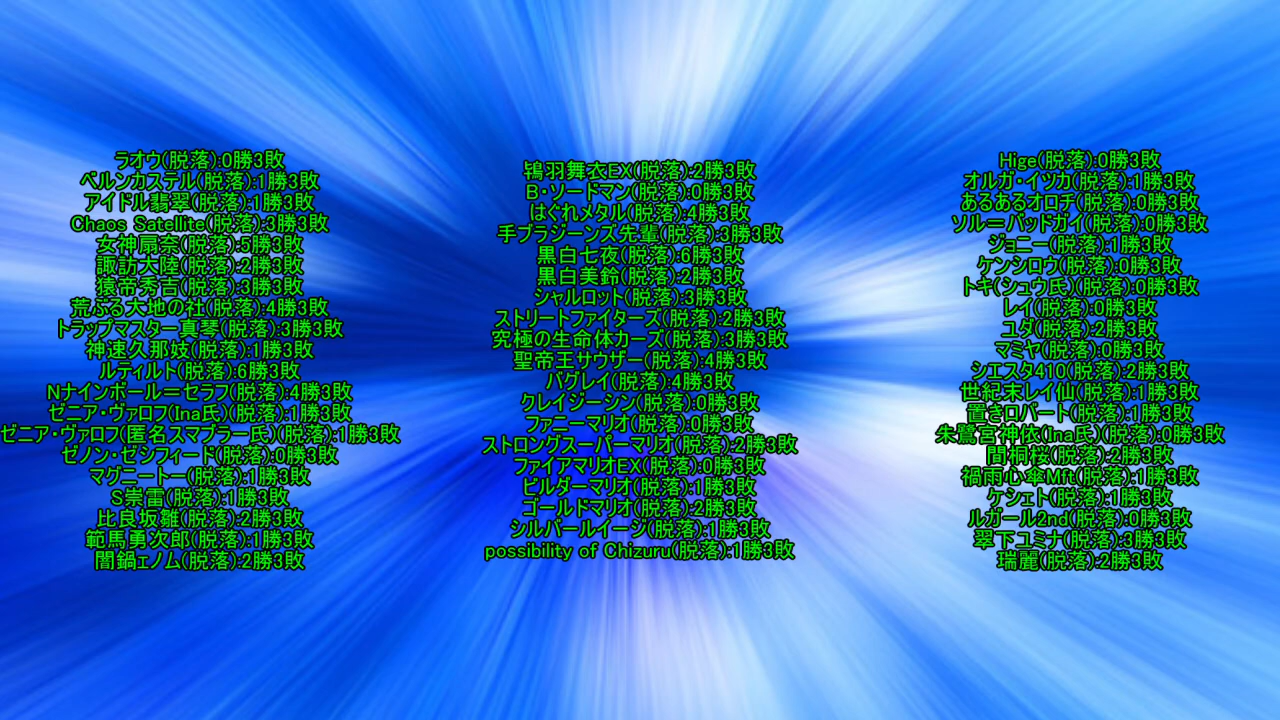 ラオウ(脱落):0勝3敗
ベルンカステル(脱落):1勝3敗
アイドル翡翠(脱落):1勝3敗
Chaos Satellite(脱落):3勝3敗
女神扇奈(脱落):5勝3敗
諏訪大陸(脱落):2勝3敗
猿帝秀吉(脱落):3勝3敗
荒ぶる大地の社(脱落):4勝3敗
トラップマスター真琴(脱落):3勝3敗
神速久那妓(脱落):1勝3敗
ルティルト(脱落):6勝3敗
Nナインボール＝セラフ(脱落):4勝3敗
ゼニア・ヴァロフ(Ina氏)(脱落):1勝3敗
ゼニア・ヴァロフ(匿名スマブラー氏)(脱落):1勝3敗
ゼノン・ゼシフィード(脱落):0勝3敗
マグニートー(脱落):1勝3敗
S崇雷(脱落):1勝3敗
比良坂雛(脱落):2勝3敗
範馬勇次郎(脱落):1勝3敗
闇鍋ェノム(脱落):2勝3敗
鴇羽舞衣EX(脱落):2勝3敗
B・ソードマン(脱落):0勝3敗
はぐれメタル(脱落):4勝3敗
手ブラジーンズ先輩(脱落):3勝3敗
黒白七夜(脱落):6勝3敗
黒白美鈴(脱落):2勝3敗
シャルロット(脱落):3勝3敗
ストリートファイターズ(脱落):2勝3敗
究極の生命体カーズ(脱落):3勝3敗
聖帝王サウザー(脱落):4勝3敗
バグレイ(脱落):4勝3敗
クレイジーシン(脱落):0勝3敗
ファニーマリオ(脱落):0勝3敗
ストロングスーパーマリオ(脱落):2勝3敗
ファイアマリオEX(脱落):0勝3敗
ビルダーマリオ(脱落):1勝3敗
ゴールドマリオ(脱落):2勝3敗
シルバールイージ(脱落):1勝3敗
possibility of Chizuru(脱落):1勝3敗
Hige(脱落):0勝3敗
オルガ・イツカ(脱落):1勝3敗
あるあるオロチ(脱落):0勝3敗
ソル＝バッドガイ(脱落):0勝3敗
ジョニー(脱落):1勝3敗
ケンシロウ(脱落):0勝3敗
トキ(シュウ氏)(脱落):0勝3敗
レイ(脱落):0勝3敗
ユダ(脱落):2勝3敗
マミヤ(脱落):0勝3敗
シエスタ410(脱落):2勝3敗
世紀末レイ仙(脱落):1勝3敗
置きロバート(脱落):1勝3敗
朱鷺宮神依(Ina氏)(脱落):0勝3敗
間桐桜(脱落):2勝3敗
禍雨心傘Mft(脱落):1勝3敗
ケシェト(脱落):1勝3敗
ルガール2nd(脱落):0勝3敗
翠下ユミナ(脱落):3勝3敗
瑞麗(脱落):2勝3敗